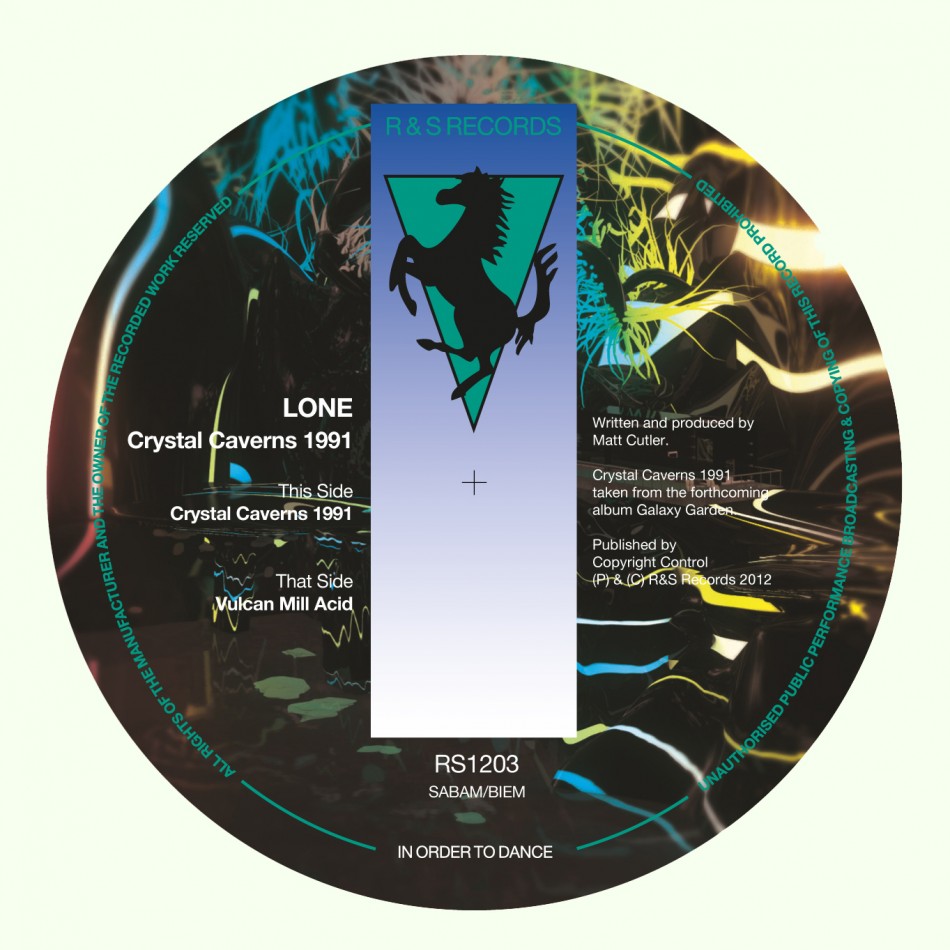 R & S RECORDS
LONE
Crystal Caverns 1991
This Side
Crystal Caverns 1991
That Side
Vulcan Mill Acid
Written and produced by
Matt Cutler.
Crystal Caverns 1991
taken from the forthcoming
album Galaxy Garden.
Published by
Copyright Control
(P) & (C) R&S Records 2012
RS1203
SABAM/BIEM
IN ORDER TO DANCE
ALL RIGHTS OF THE MANUFACTURER AND THE OWNER OF THE RECORDED WORK RESERVED
UNAUTHORISED PUBLIC PERFORMANCE BROADCASTING & COPYING OF THIS RECORD PROHIBITED